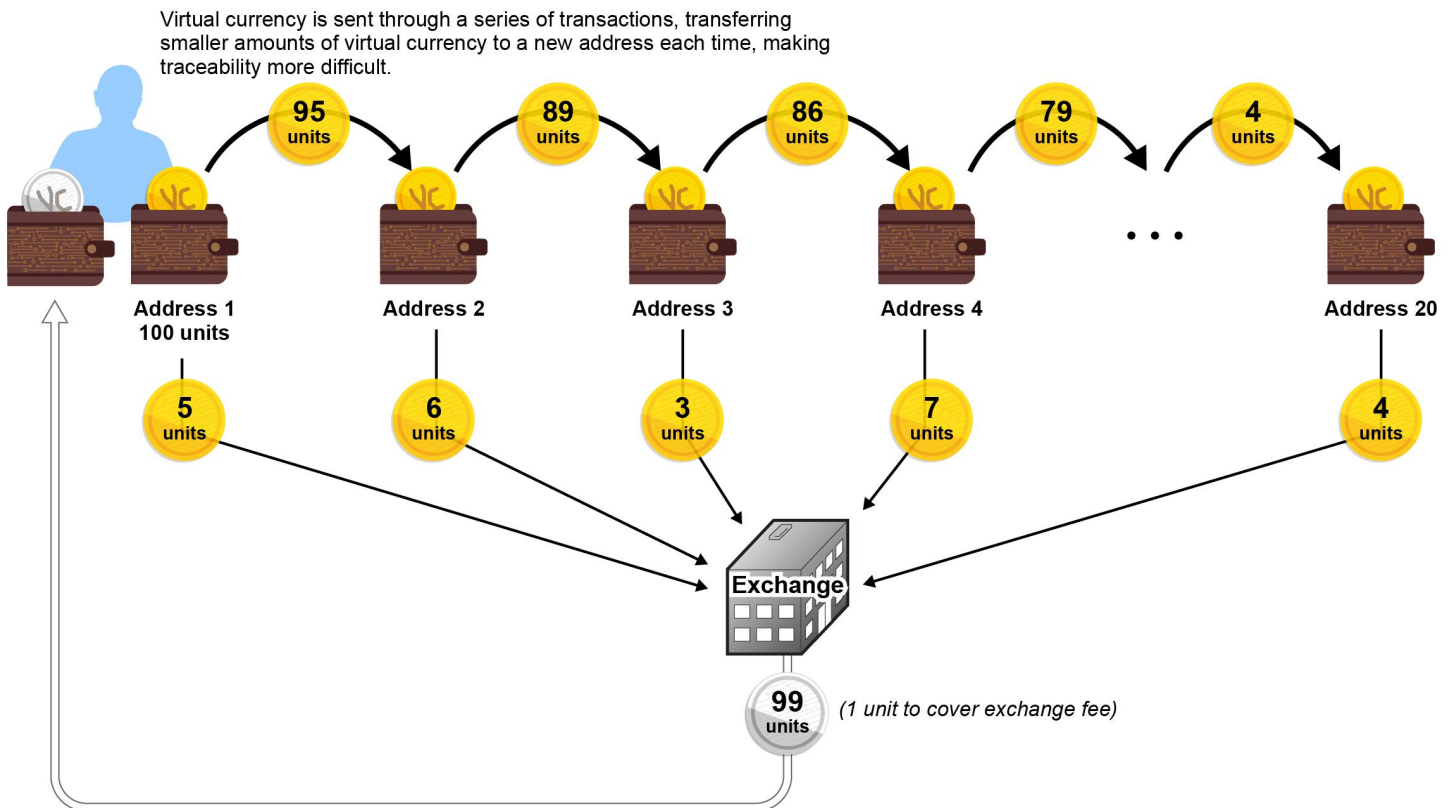 Virtual currency is sent through a series of transactions, transferring
smaller amounts of virtual currency to a new address each time, making
traceability more difficult.
95
units
89
units
86
units
79
units
4
units
VC
VC
VC
VC
VC
VC
. . .
Address 1
100 units
Address 2
Address 3
Address 4
Address 20
5
units
6
units
3
units
7
units
4
units
Exchange
99
units
(1 unit to cover exchange fee)